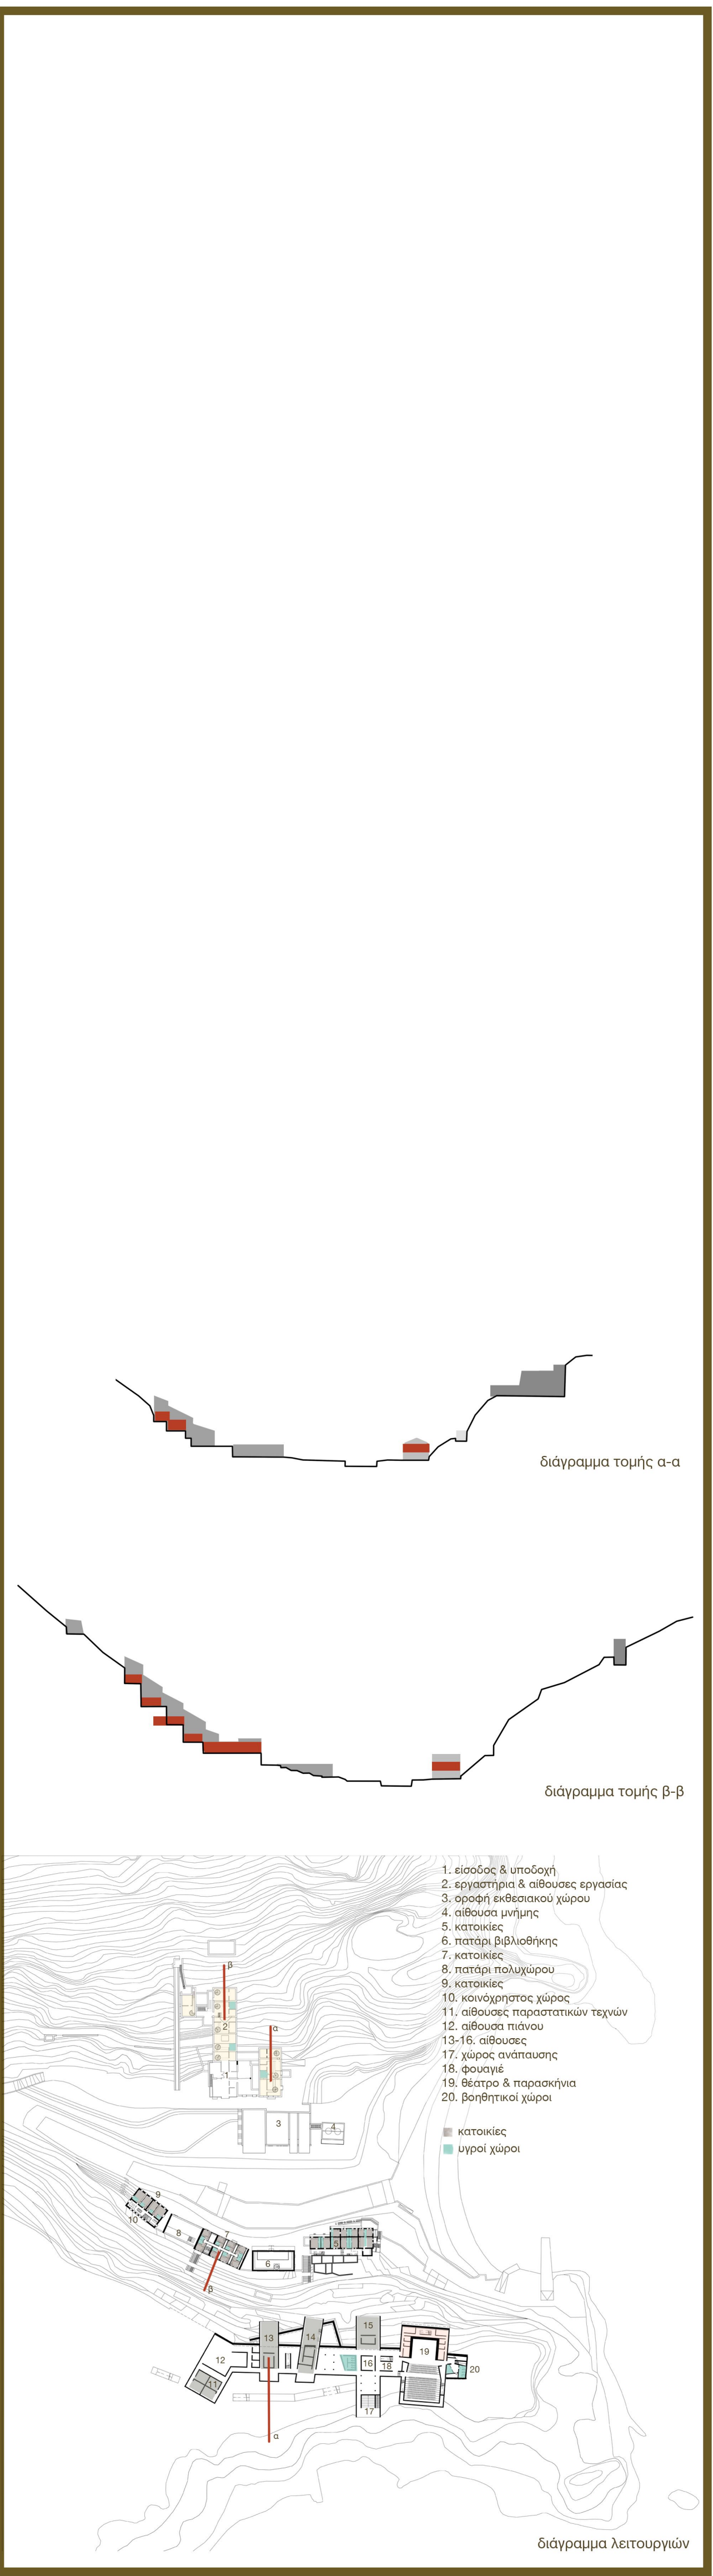 διάγραμμα τομής α-α
διάγραμμα τομής β-β
1. είσοδος & υποδοχή
2. εργαστήρια & αίθουσες εργασίας
3. οροφή εκθεσιακού χώρου
4. αίθουσα μνήμης
5. κατοικίες
6. πατάρι βιβλιοθήκης
7. κατοικίες
8. πατάρι πολυχώρου
9. κατοικίες
10. κοινόχρηστος χώρος
11. αίθουσες παραστατικών τεχνών
12. αίθουσα πιάνου
13-16. αίθουσες
17. χώρος ανάπαυσης
18. φουαγιέ
19. θέατρο & παρασκήνια
20. βοηθητικοί χώροι
κατοικίες
υγροί χώροι
β
2
α
1
3
4
9
10
8
7
6
5
β
13
14
15
12
11
16
18
19
20
17
α
διάγραμμα λειτουργιών